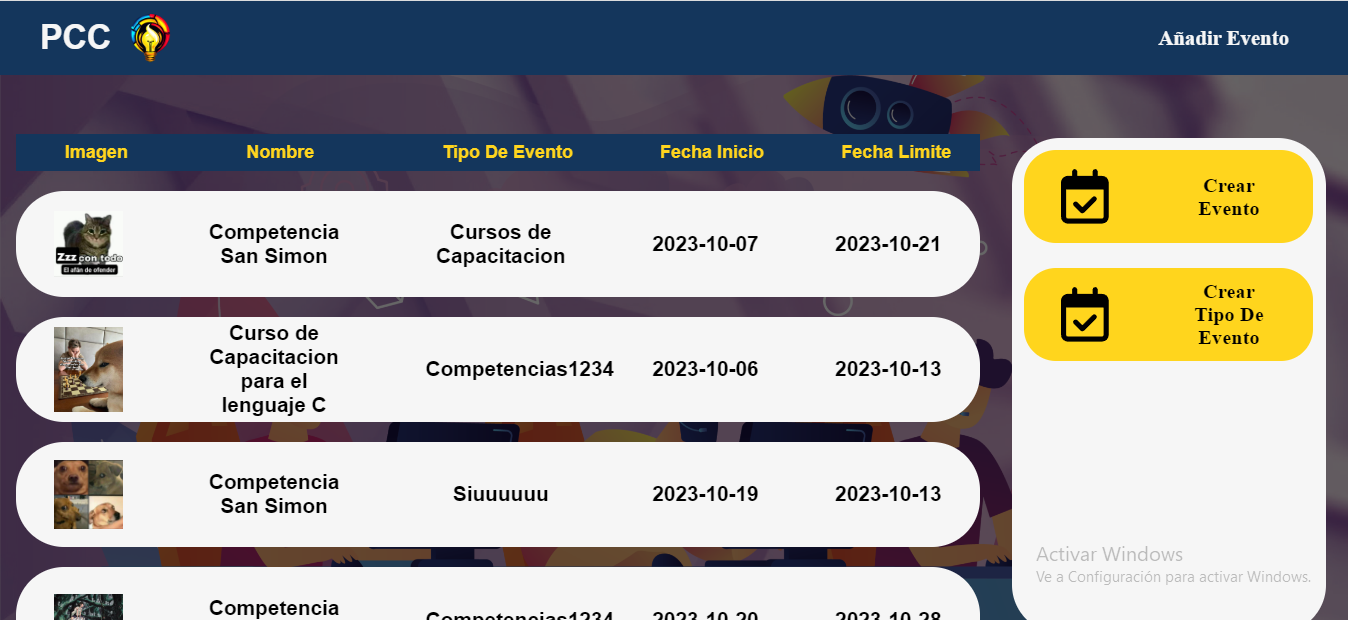 PCC
Añadir Evento
Imagen Nombre Tipo De Evento Fecha Inicio Fecha Limite
Zzz con todo
El afán de ofender
Competencia
San Simon
Cursos de
Capacitacion
2023-10-07
2023-10-21
Curso de
Capacitacion
para el
lenguaje C
Competencias1234
2023-10-06
2023-10-13
Competencia
San Simon
Siuuuuuu
2023-10-19
2023-10-13
Competencia
Competencias1234
2023-10-20
2023-10-28
Crear
Evento
Crear
Tipo De
Evento
Activar Windows
Ve a Configuración para activar Windows.